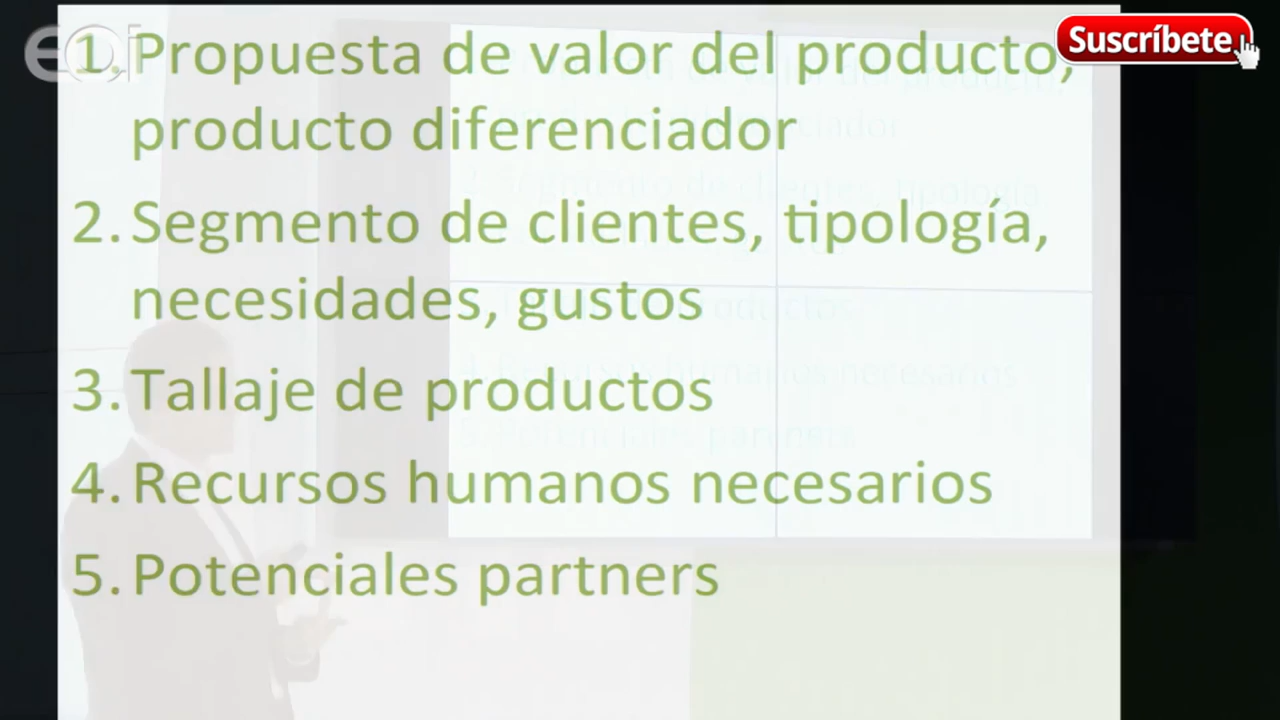 eoi
Suscríbete
1. Propuesta de valor del producto,
producto diferenciador
2. Segmento de clientes, tipología,
necesidades, gustos
3. Tallaje de productos
4. Recursos humanos necesarios
5. Potenciales partners